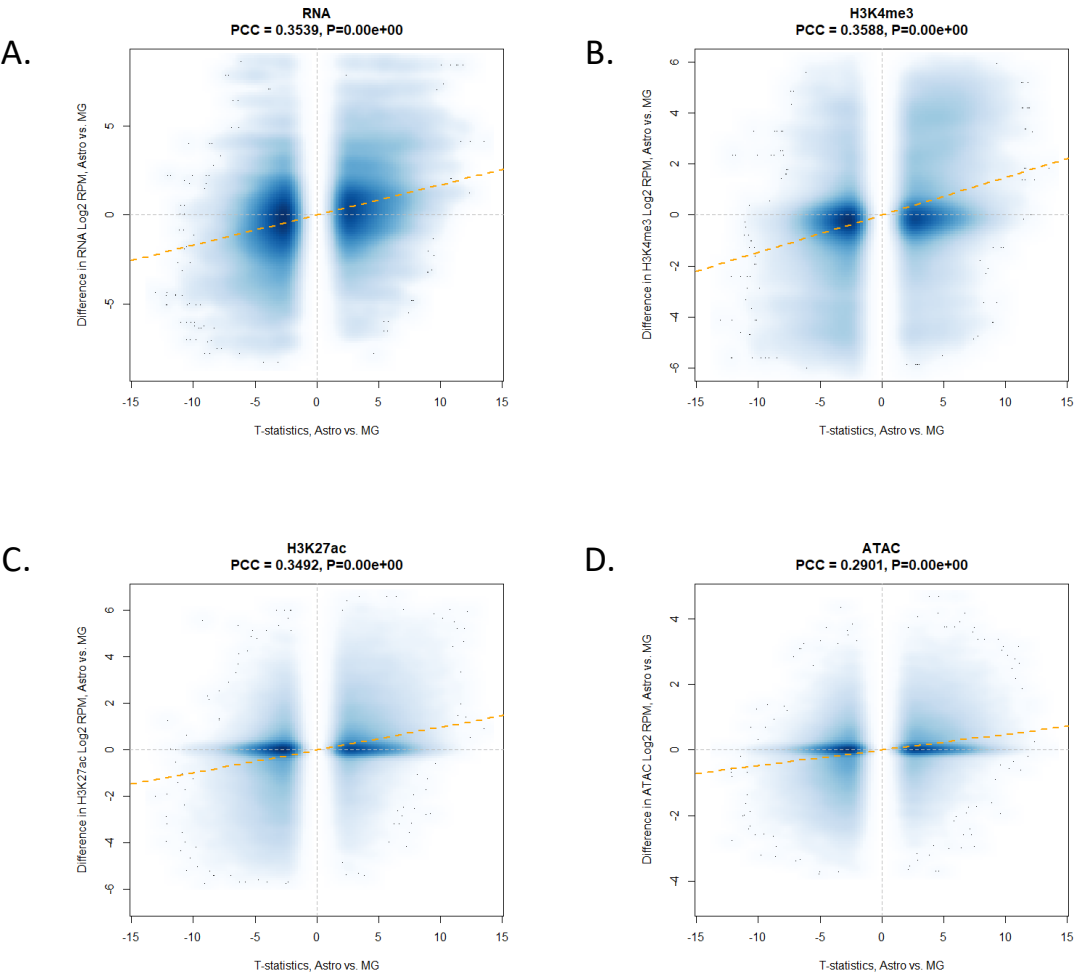 A.
RNA
PCC = 0.3539, P=0.00e+00
Difference in RNA Log2 RPM, Astro vs. MG
5
0
-5
-15 -10 -5 0 5 10 15
T-statistics, Astro vs. MG
B.
H3K4me3
PCC = 0.3588, P=0.00e+00
Difference in H3K4me3 Log2 RPM, Astro vs. MG
6
4
2
0
-2
-4
-6
-15 -10 -5 0 5 10 15
T-statistics, Astro vs. MG
C.
H3K27ac
PCC = 0.3492, P=0.00e+00
Difference in H3K27ac Log2 RPM, Astro vs. MG
6
4
2
0
-2
-4
-6
-15 -10 -5 0 5 10 15
T-statistics, Astro vs. MG
D.
ATAC
PCC = 0.2901, P=0.00e+00
Difference in ATAC Log2 RPM, Astro vs. MG
4
2
0
-2
-4
-15 -10 -5 0 5 10 15
T-statistics, Astro vs. MG